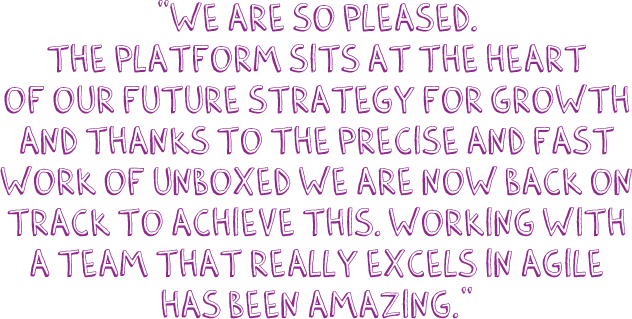 "WE ARE SO PLEASED.
THE PLATFORM SITS AT THE HEART
OF OUR FUTURE STRATEGY FOR GROWTH
AND THANKS TO THE PRECISE AND FAST
WORK OF UNBOXED WE ARE NOW BACK ON
TRACK TO ACHIEVE THIS. WORKING WITH
A TEAM THAT REALLY EXCELS IN AGILE
HAS BEEN AMAZING."